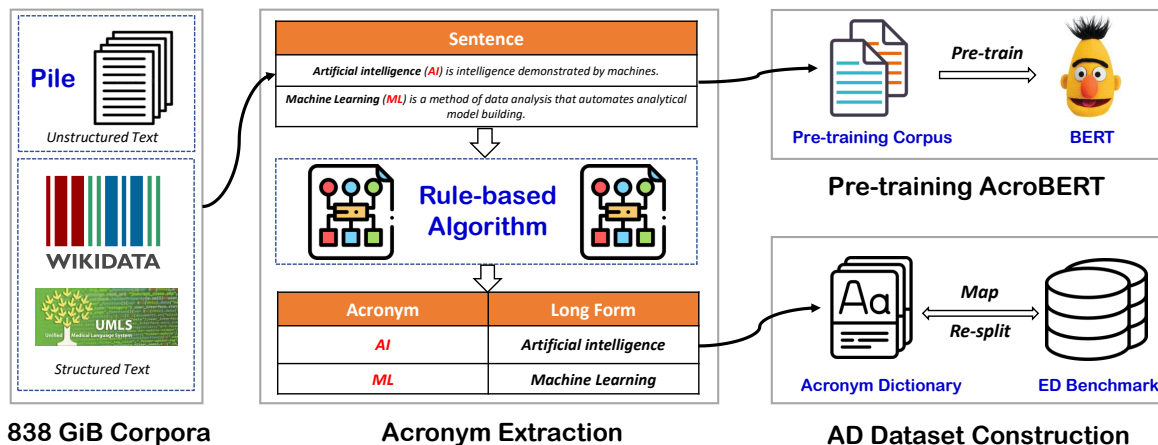 Pile
Unstructured Text
WIKIDATA
UMLS
Unified Medical Language System
Structured Text
838 GiB Corpora
Sentence
Artificial intelligence (AI) is intelligence demonstrated by machines.
Machine Learning (ML) is a method of data analysis that automates analytical
model building.
Rule-based
Algorithm
Acronym Long Form
AI Artificial intelligence
ML Machine Learning
Acronym Extraction
Pre-train
Pre-training Corpus BERT
Pre-training AcroBERT
Aa
Map
Re-split
Acronym Dictionary ED Benchmark
AD Dataset Construction